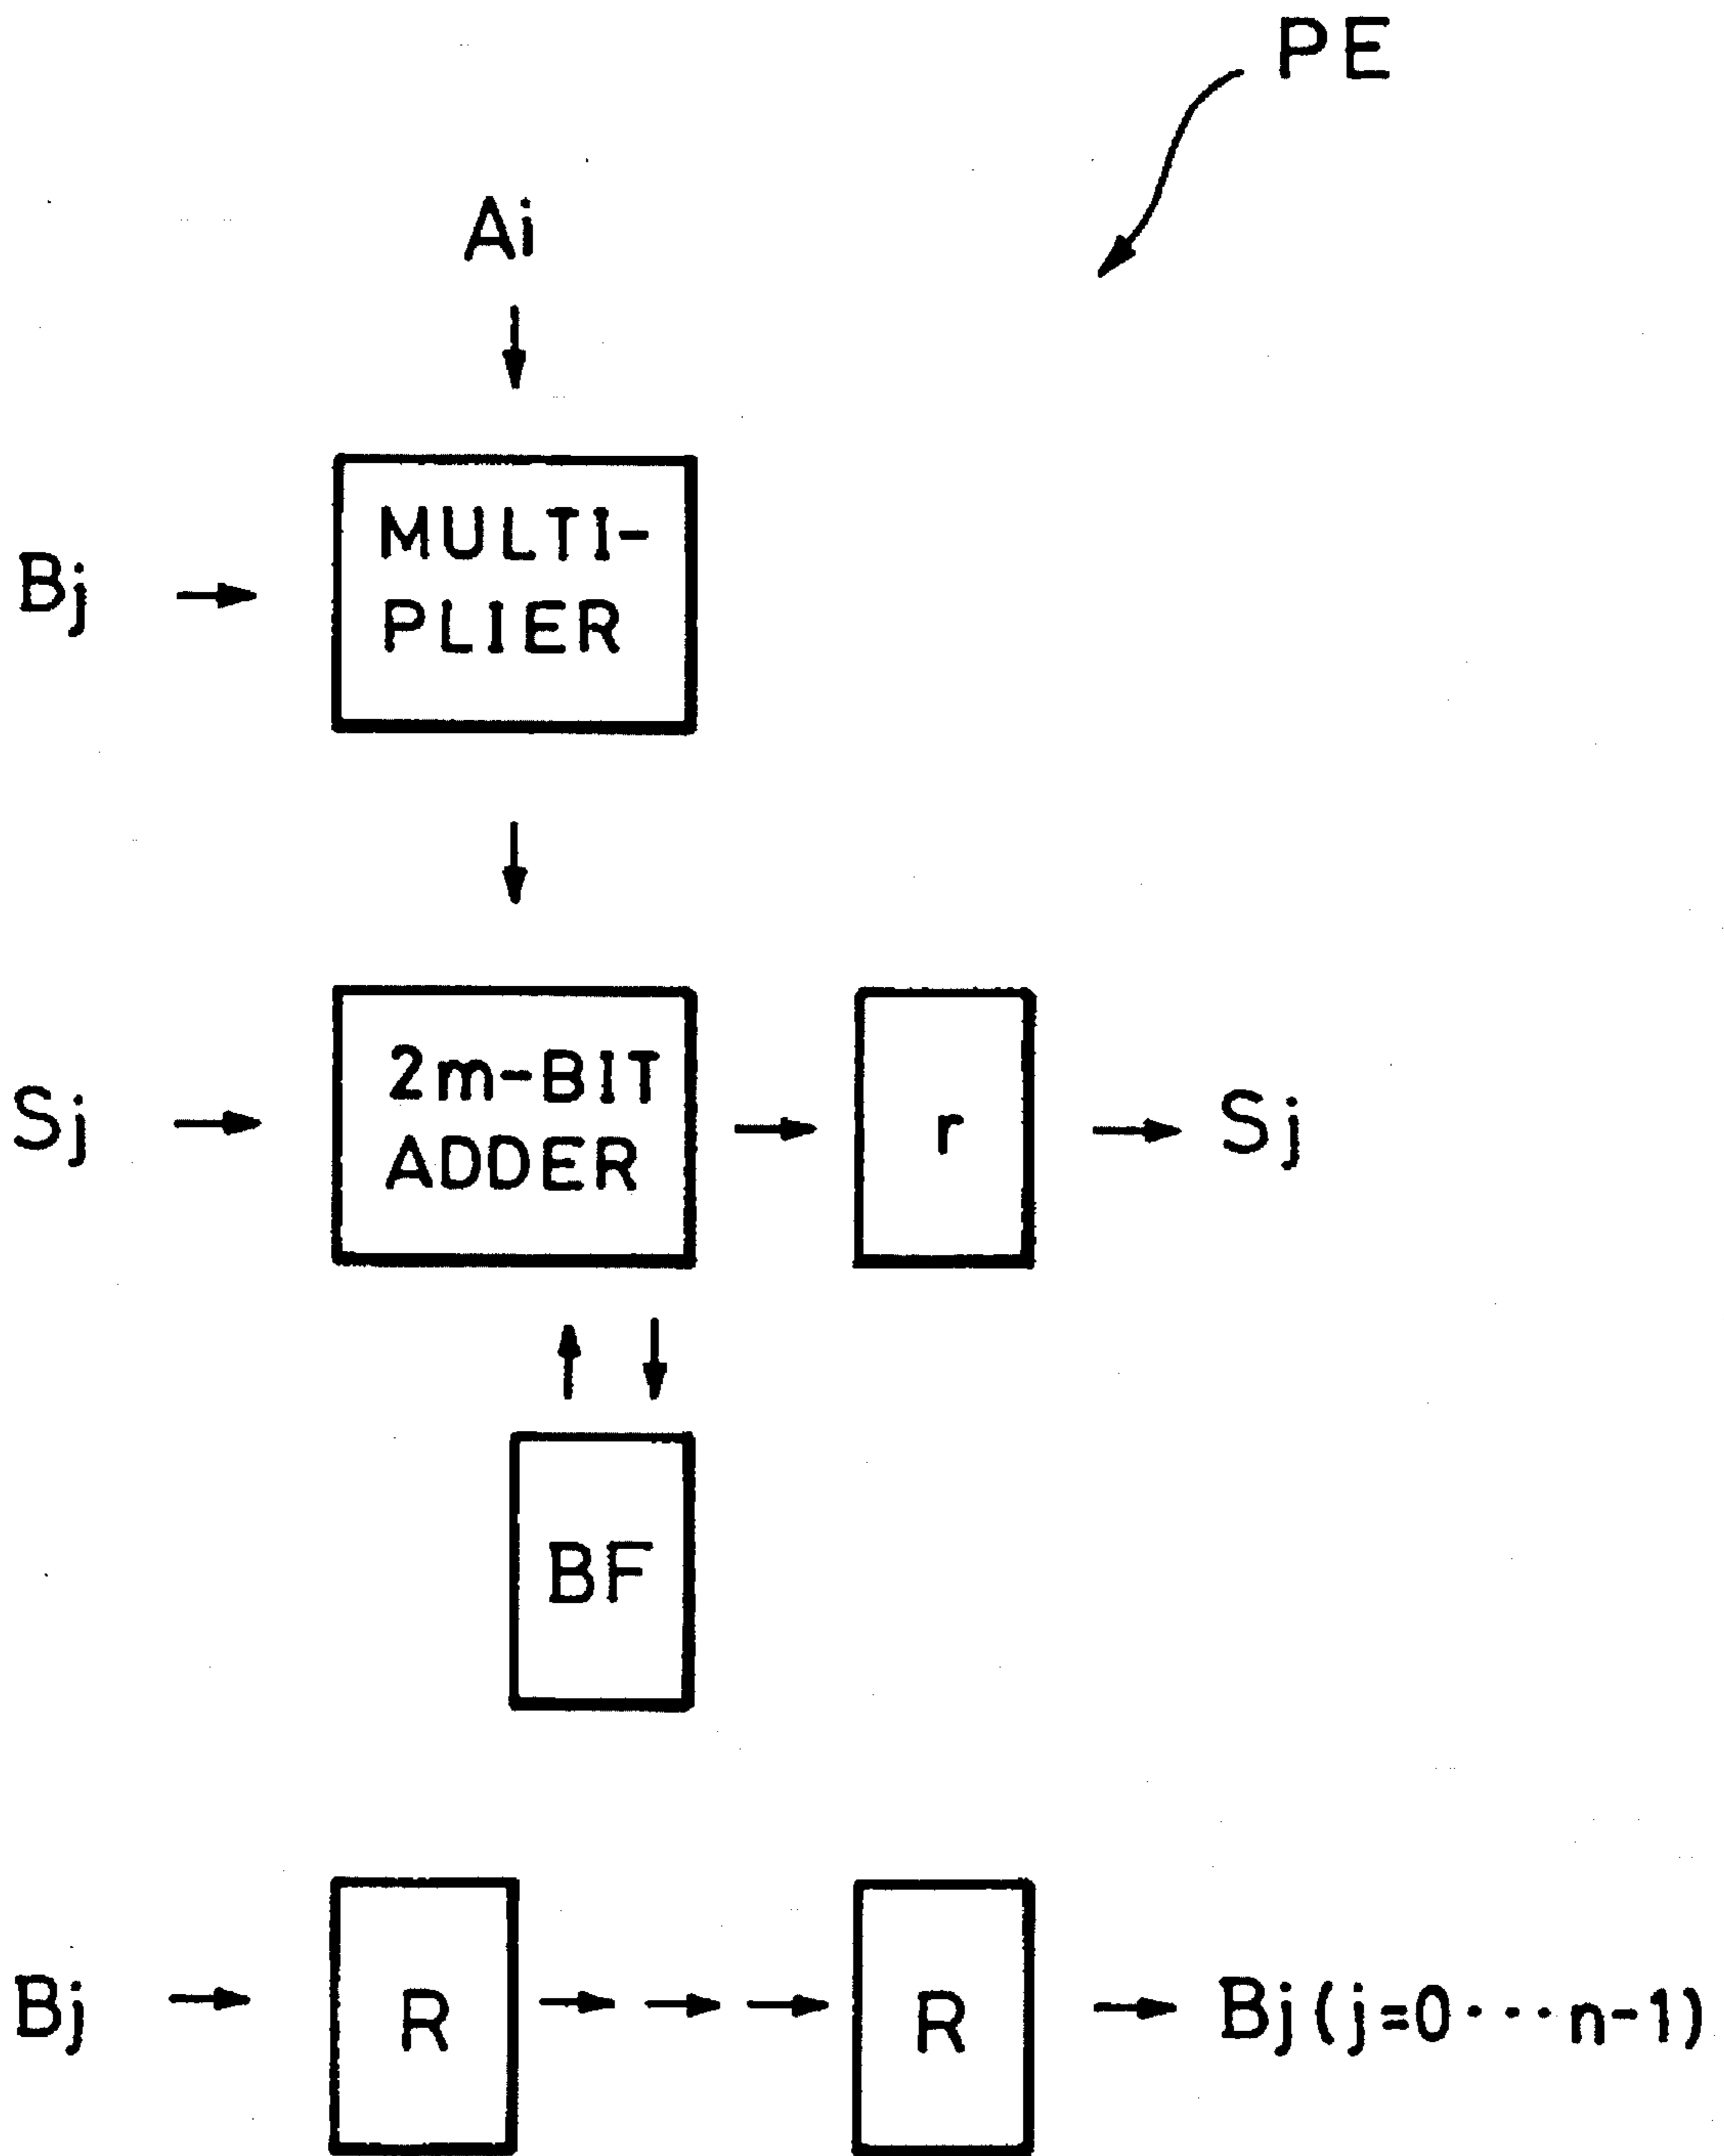 PE
Ai
Bj
MULTI-
PLIER
Sj
2m-BIT
ADDER
r
Sj
BF
Bj
R
R
Bj(j=0····n-1)